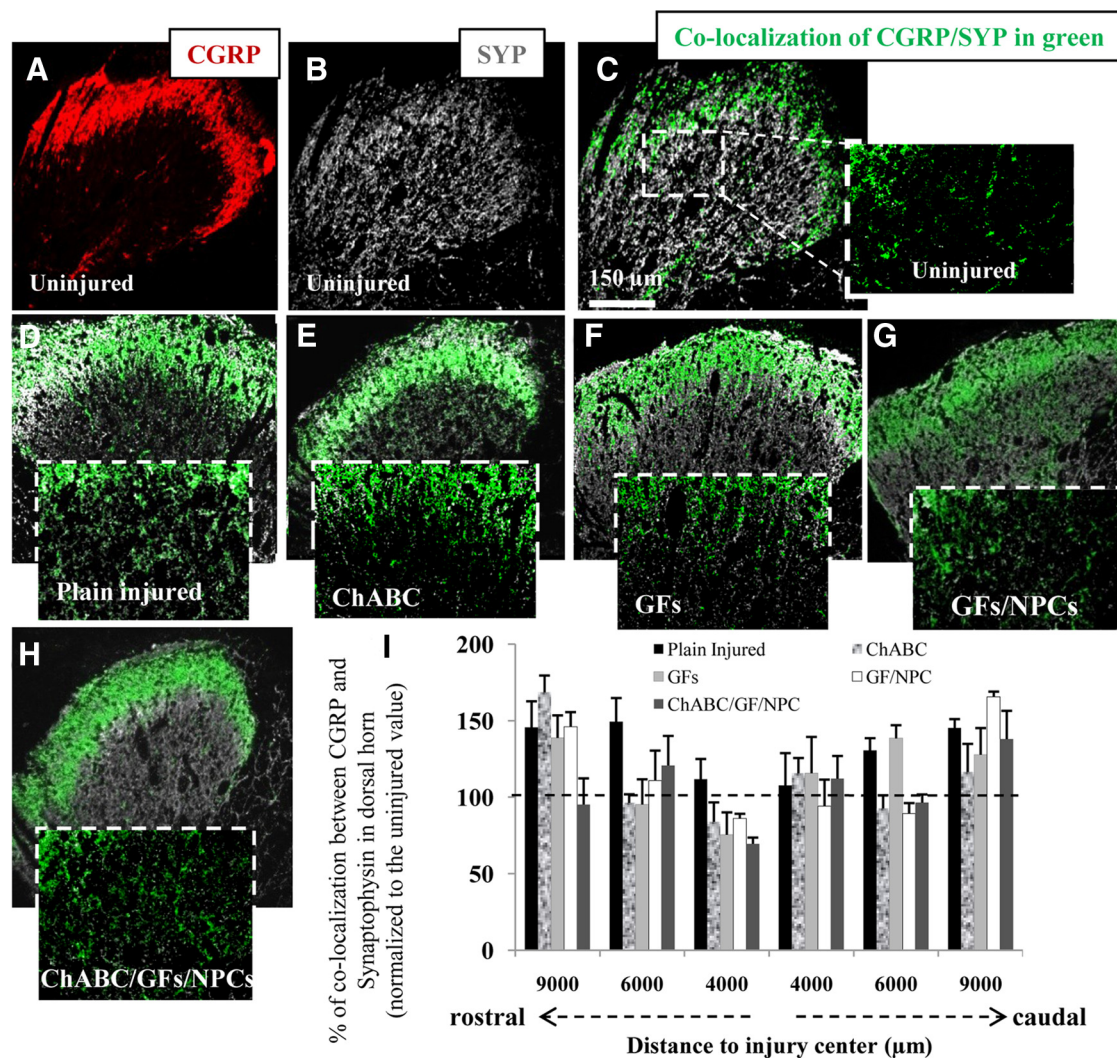 A
CGRP
Uninjured
B
SYP
Uninjured
Co-localization of CGRP/SYP in green
C
150 µm
Uninjured
D
Plain injured
E
ChABC
F
GFs
G
GFs/NPCs
H
ChABC/GFs/NPCs
I
% of co-localization between CGRP and
Synaptophysin in dorsal horn
(normalized to the uninjured value)
Plain Injured
ChABC
GFs
GF/NPC
ChABC/GF/NPC
200
150
100
50
0
9000 6000 4000 4000 6000 9000
rostral caudal
Distance to injury center (µm)